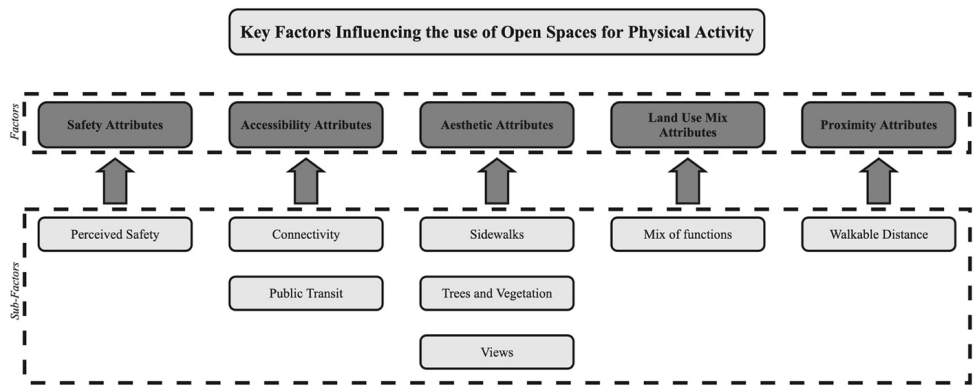 Key Factors Influencing the use of Open Spaces for Physical Activity
Factors
Safety Attributes
Accessibility Attributes
Aesthetic Attributes
Land Use Mix
Attributes
Proximity Attributes
Sub-Factors
Perceived Safety
Connectivity
Sidewalks
Mix of functions
Walkable Distance
Public Transit
Trees and Vegetation
Views